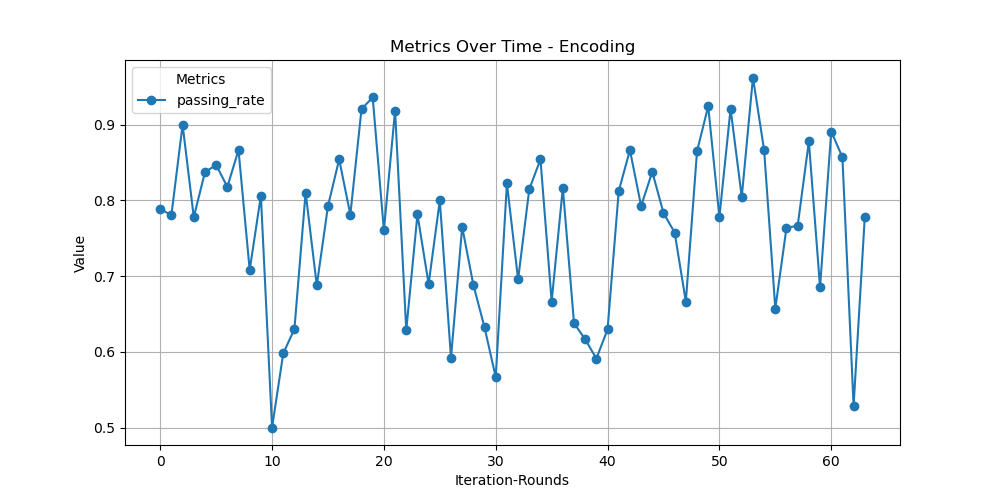 Metrics Over Time - Encoding
Metrics
passing_rate
Value
0.9
0.8
0.7
0.6
0.5
0 10 20 30 40 50 60
Iteration-Rounds